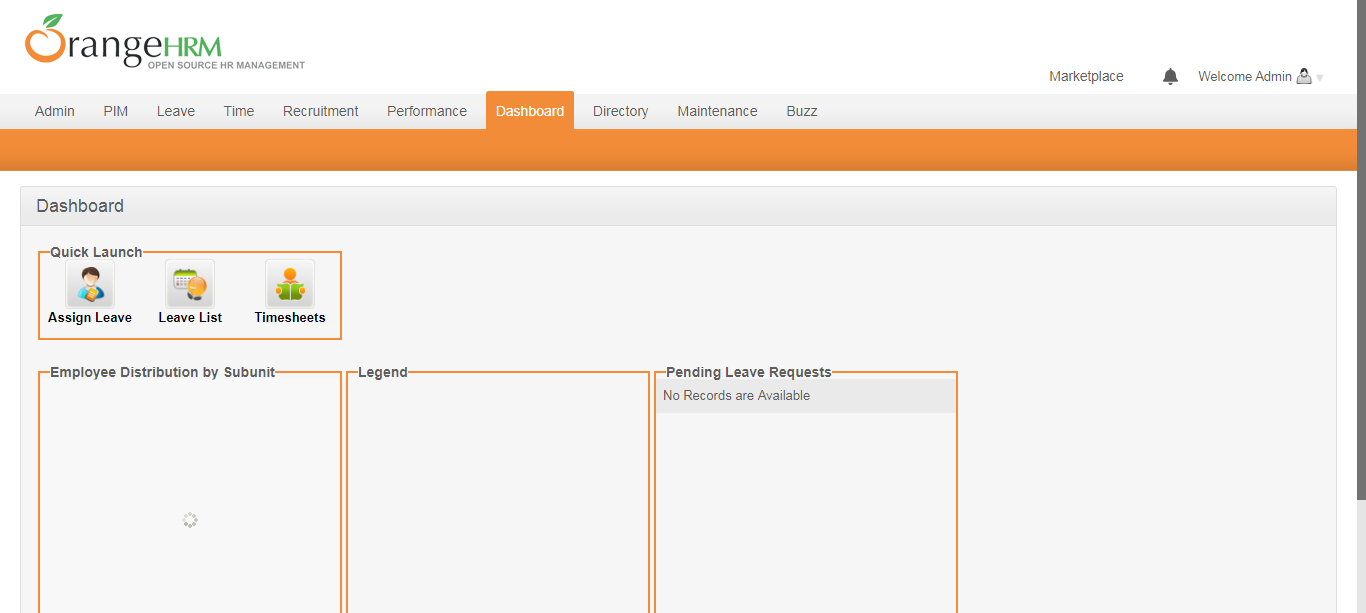 OrangeHRM
OPEN SOURCE HR MANAGEMENT
Marketplace Welcome Admin
Admin PIM Leave Time Recruitment Performance Dashboard Directory Maintenance Buzz
Dashboard
Quick Launch
Assign Leave Leave List Timesheets
Employee Distribution by Subunit Legend Pending Leave Requests
No Records are Available